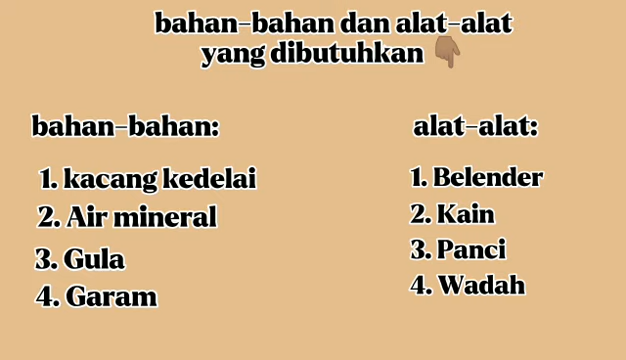 bahan-bahan dan alat-alat
yang dibutuhkan 👇🏽
bahan-bahan:
1. kacang kedelai
2. Air mineral
3. Gula
4. Garam
alat-alat:
1. Belender
2. Kain
3. Panci
4. Wadah